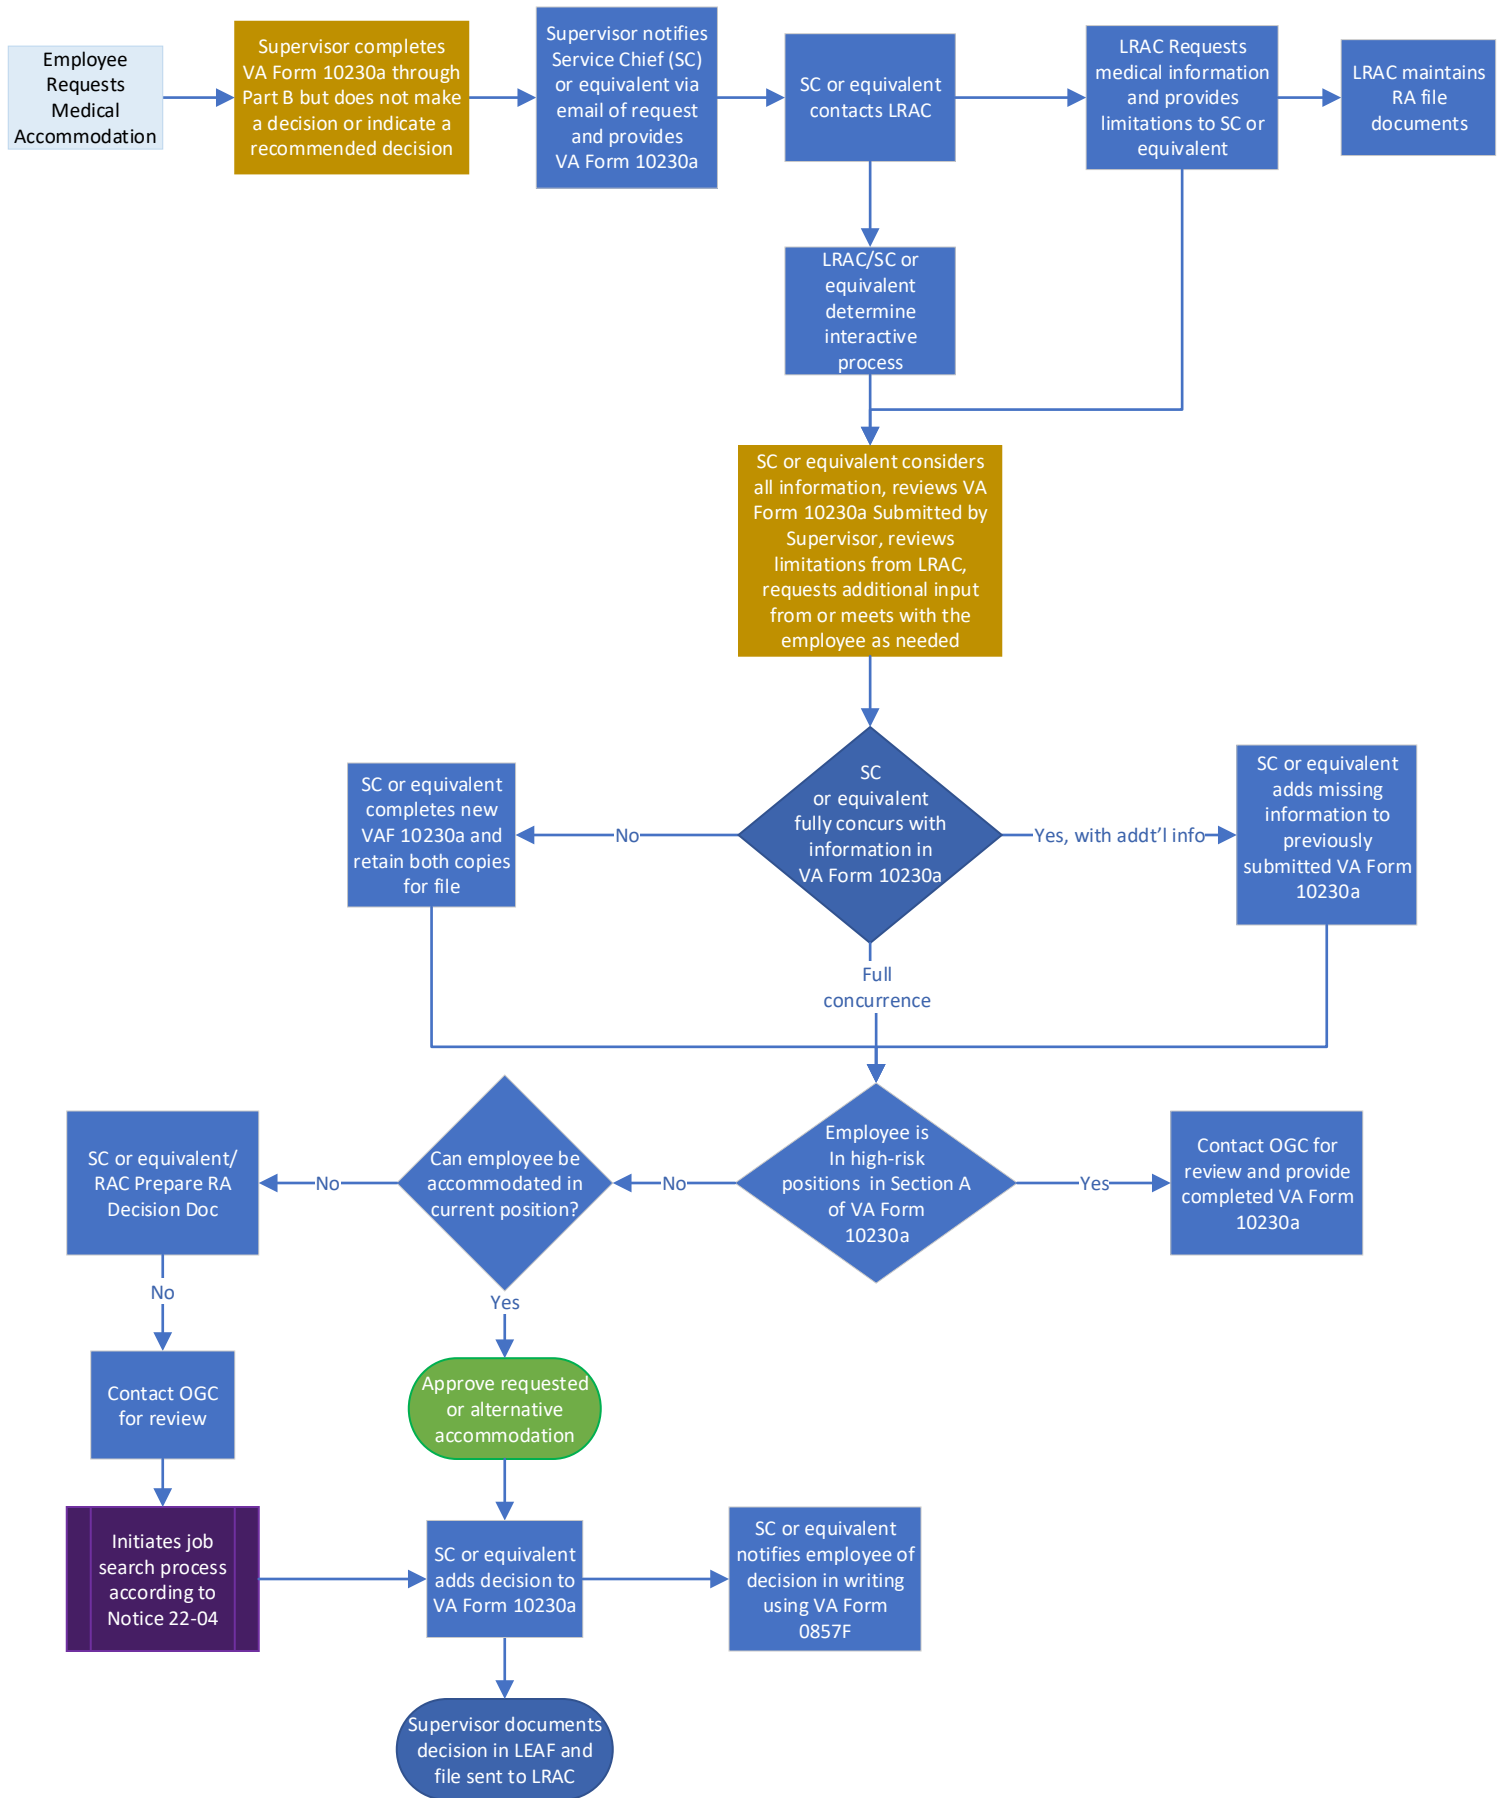 Employee
Requests
Medical
Accommodation
Supervisor completes
VA Form 10230a through
Part B but does not make
a decision or indicate a
recommended decision
Supervisor notifies
Service Chief (SC)
or equivalent via
email of request
and provides
VA Form 10230a
SC or equivalent
contacts LRAC
LRAC Requests
medical information
and provides
limitations to SC or
equivalent
LRAC maintains
RA file
documents
LRAC/SC or
equivalent
determine
interactive
process
SC or equivalent considers
all information, reviews VA
Form 10230a Submitted by
Supervisor, reviews
limitations from LRAC,
requests additional input
from or meets with the
employee as needed
SC
or equivalent
fully concurs with
information in
VA Form 10230a
No
SC or equivalent
completes new
VAF 10230a and
retain both copies
for file
Yes, with addt’l info
SC or equivalent
adds missing
information to
previously
submitted VA Form
10230a
Full
concurrence
Employee is
In high-risk
positions  in Section A
of VA Form
10230a
Yes
Contact OGC for
review and provide
completed VA Form
10230a
No
Can employee be
accommodated in
current position?
No
SC or equivalent/
RAC Prepare RA
Decision Doc
No
Contact OGC
for review
Initiates job
search process
according to
Notice 22-04
Yes
Approve requested
or alternative
accommodation
SC or equivalent
adds decision to
VA Form 10230a
SC or equivalent
notifies employee of
decision in writing
using VA Form
0857F
Supervisor documents
decision in LEAF and
file sent to LRAC